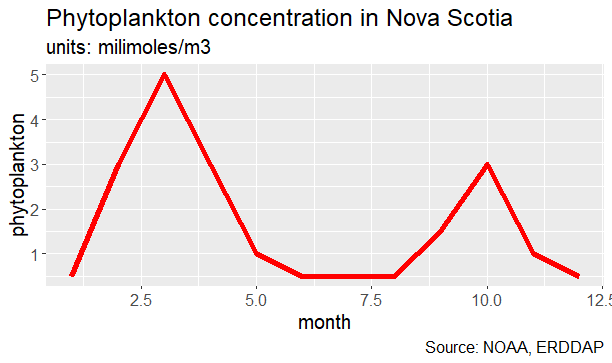 Phytoplankton concentration in Nova Scotia
units: milimoles/m3
phytoplankton
5
4
3
2
1
2.5 5.0 7.5 10.0 12.5
month
Source: NOAA, ERDDAP